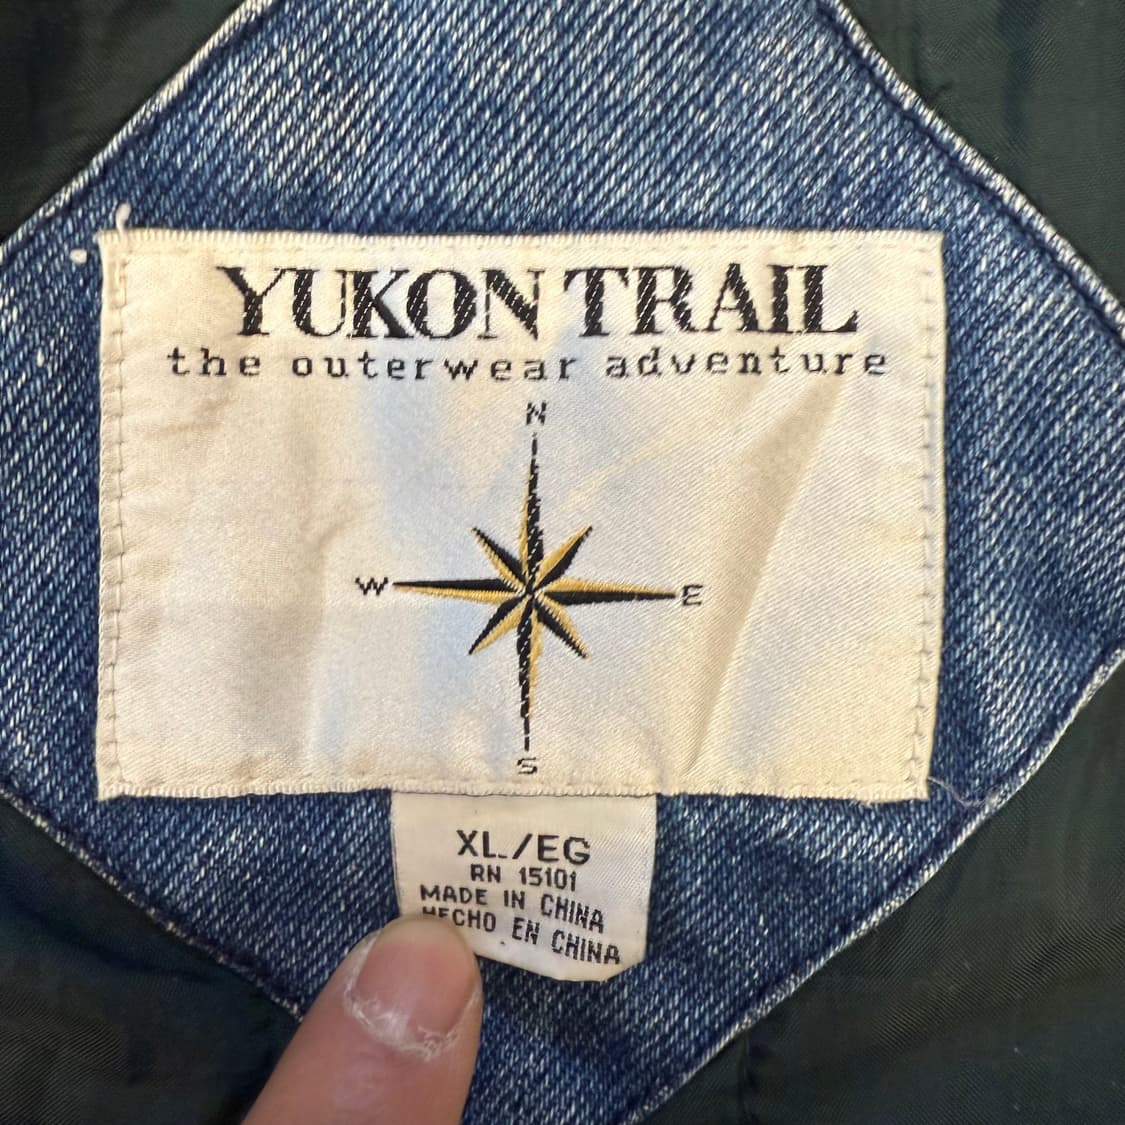 YUKON TRAIL
the outerwear adventure
N
W E
S
XL/EG
RN 15101
MADE IN CHINA
HECHO EN CHINA